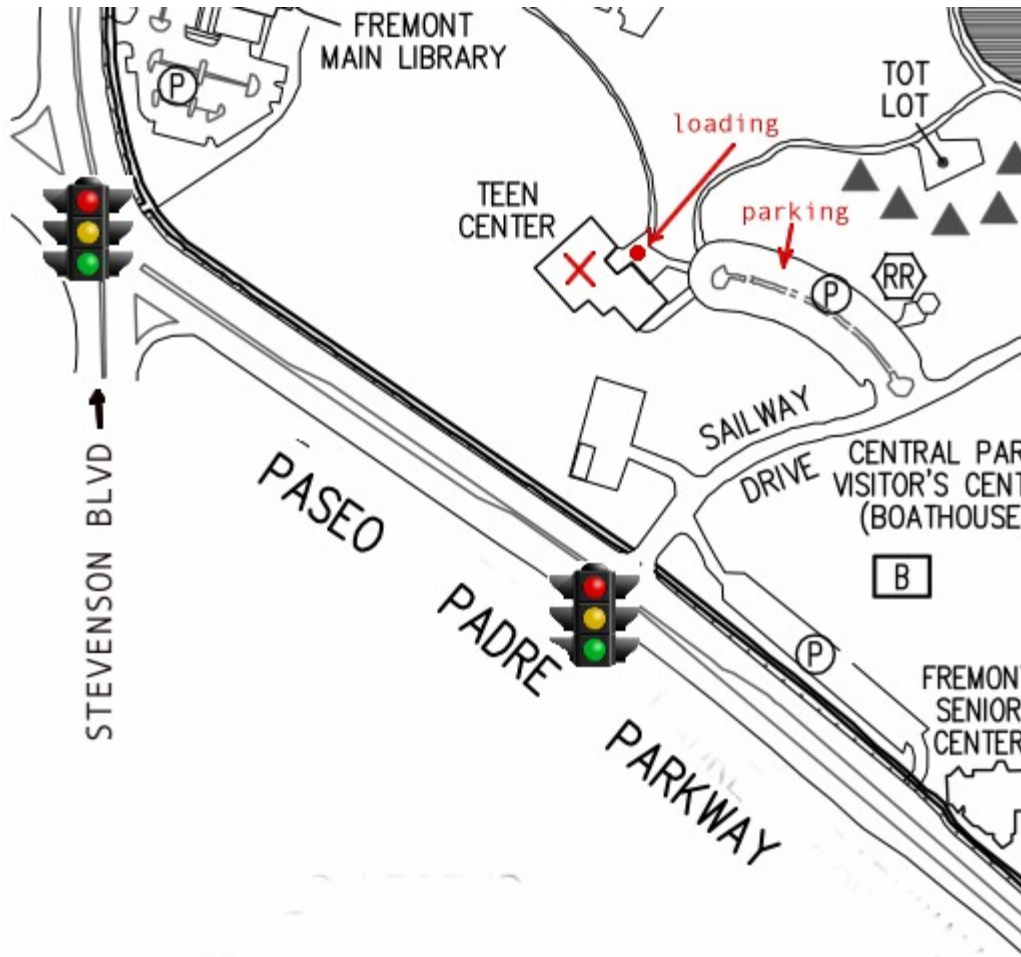 FREMONT
MAIN LIBRARY
P
TOT
LOT
loading
TEEN
CENTER
parking
RR
P
SAILWAY
DRIVE
CENTRAL PAR
VISITOR'S CENT
(BOATHOUSE
B
STEVENSON BLVD
PASEO
PADRE
PARKWAY
P
FREMONT
SENIOR
CENTER